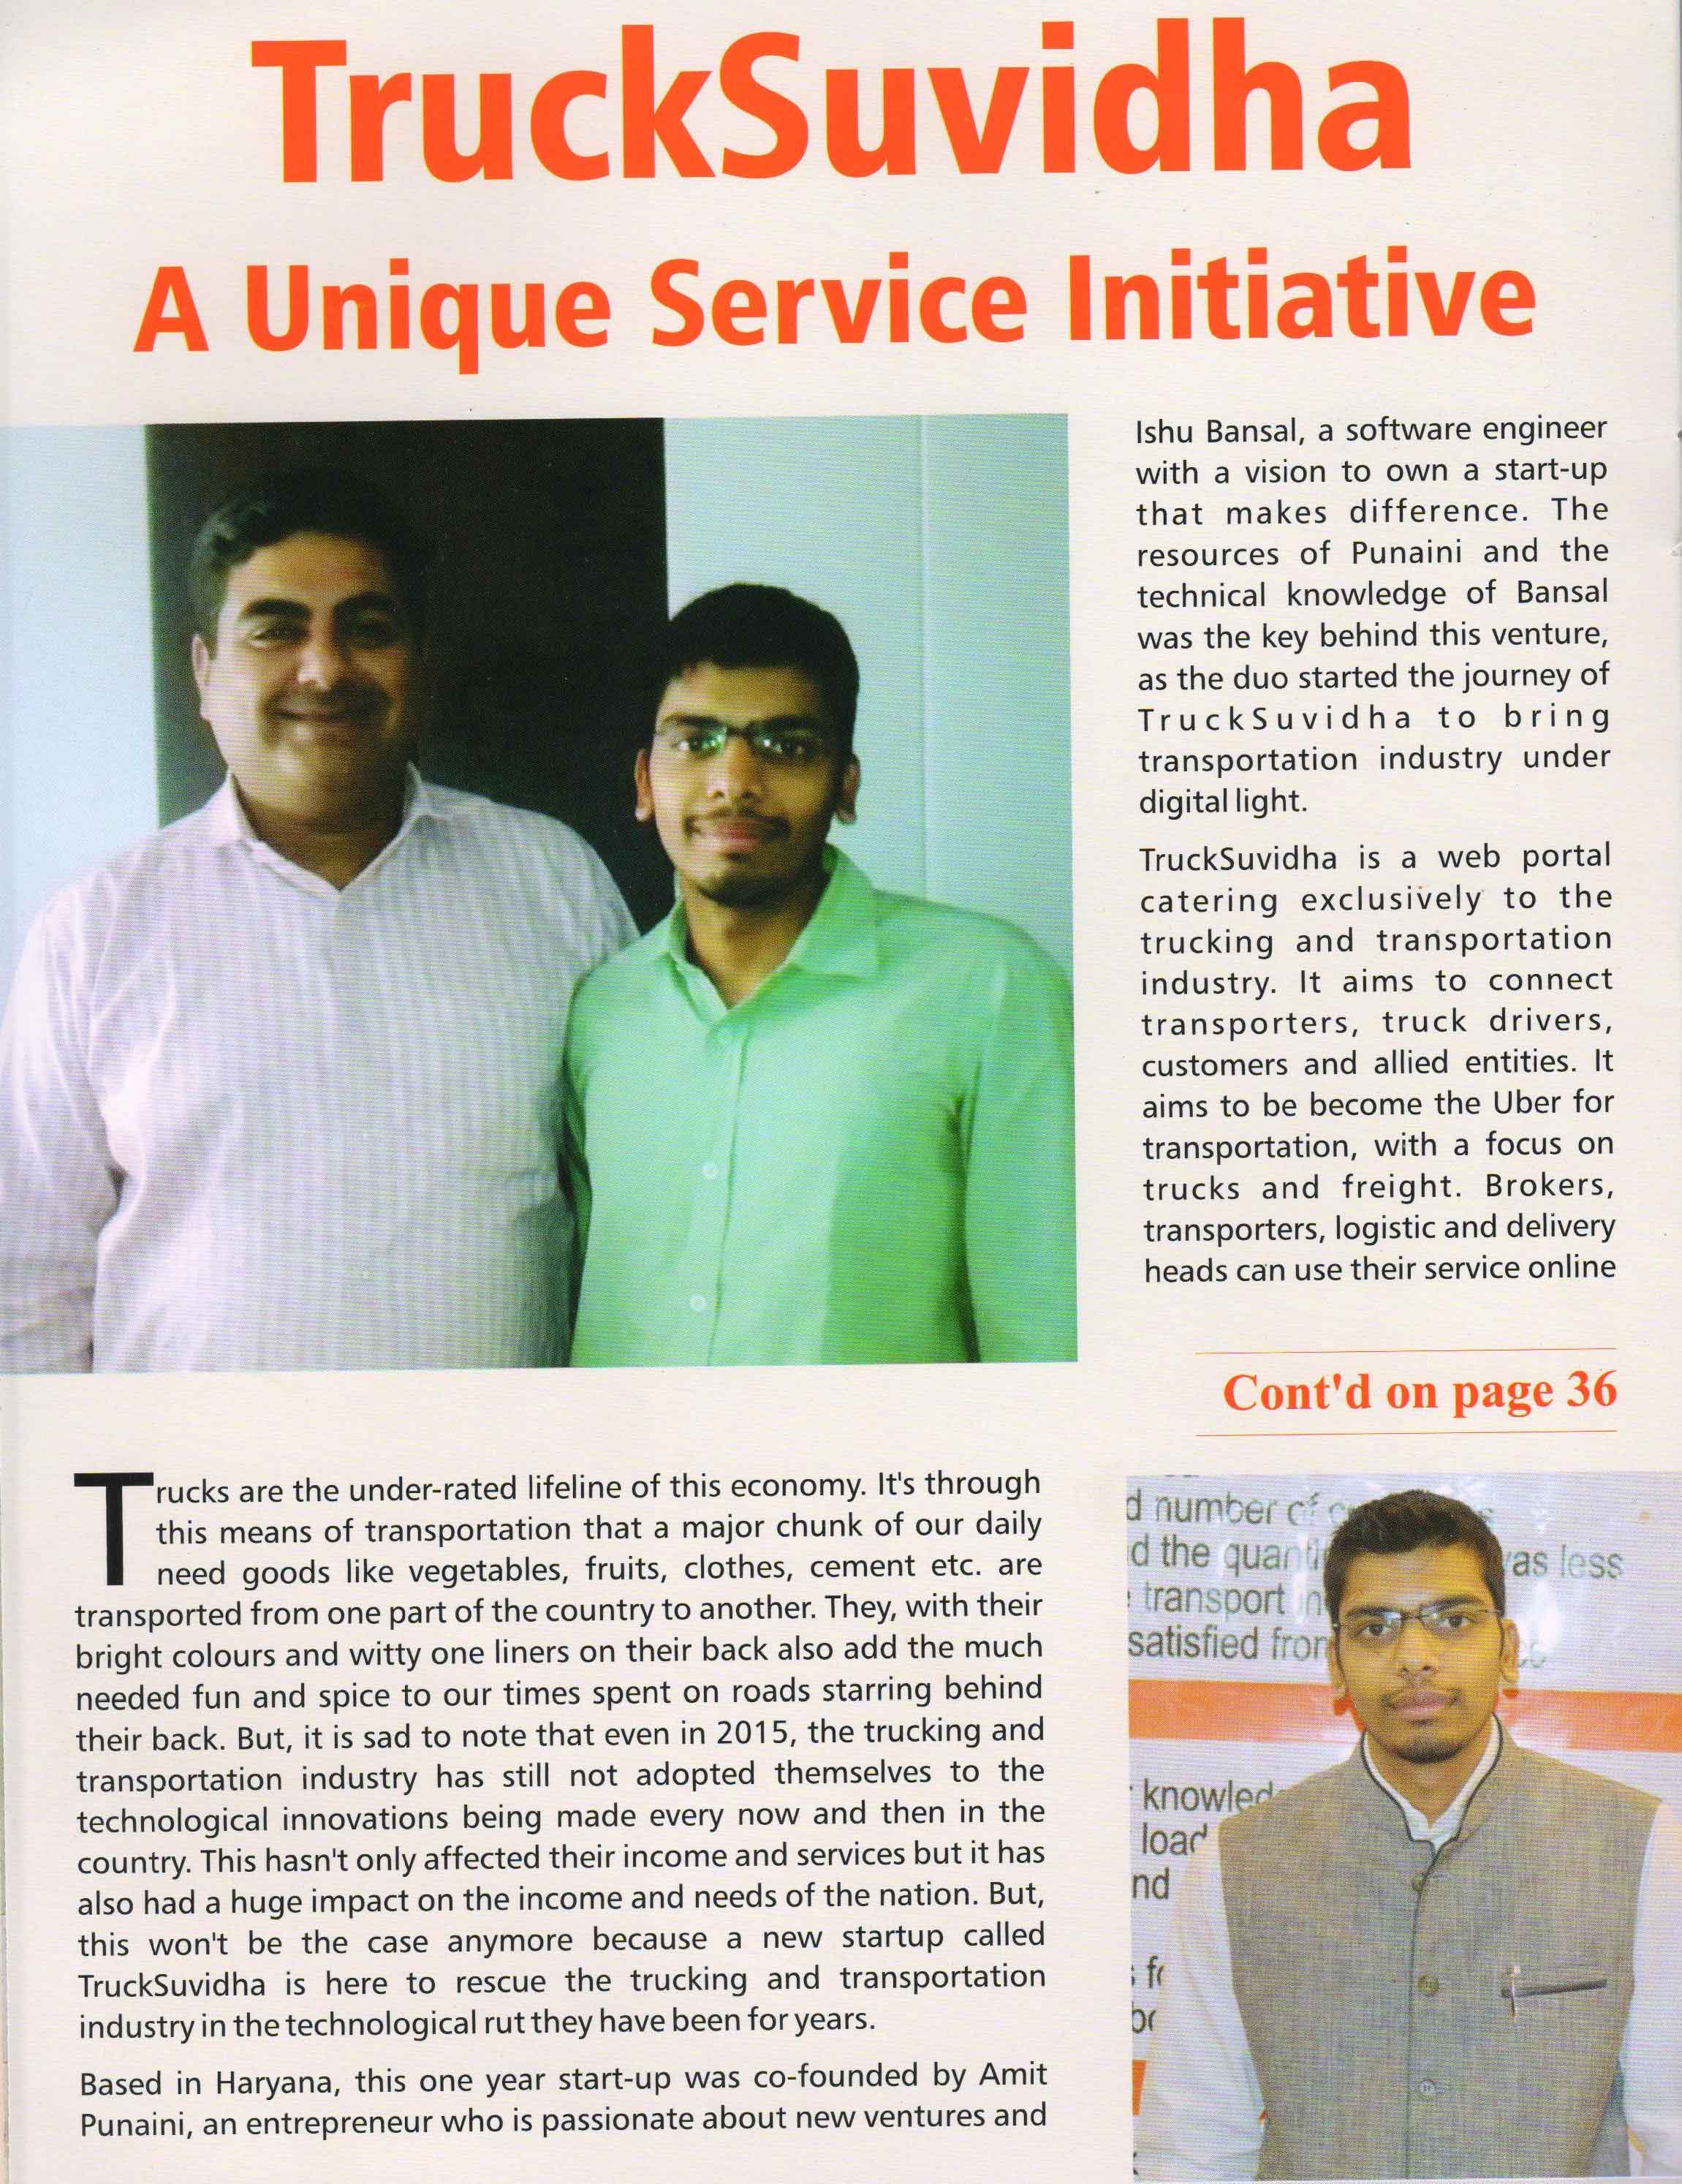 TruckSuvidha
A Unique Service Initiative
Trucks are the under-rated lifeline of this economy. It's through
this means of transportation that a major chunk of our daily
need goods like vegetables, fruits, clothes, cement etc. are
transported from one part of the country to another. They, with their
bright colours and witty one liners on their back also add the much
needed fun and spice to our times spent on roads starring behind
their back. But, it is sad to note that even in 2015, the trucking and
transportation industry has still not adopted themselves to the
technological innovations being made every now and then in the
country. This hasn't only affected their income and services but it has
also had a huge impact on the income and needs of the nation. But,
this won't be the case anymore because a new startup called
TruckSuvidha is here to rescue the trucking and transportation
industry in the technological rut they have been for years.
Based in Haryana, this one year start-up was co-founded by Amit
Punaini, an entrepreneur who is passionate about new ventures and
Ishu Bansal, a software engineer
with a vision to own a start-up
that makes difference. The
resources of Punaini and the
technical knowledge of Bansal
was the key behind this venture,
as the duo started the journey of
TruckSuvidha to bring
transportation industry under
digital light.
TruckSuvidha is a web portal
catering exclusively to the
trucking and transportation
industry. It aims to connect
transporters, truck drivers,
customers and allied entities. It
aims to be become the Uber for
transportation, with a focus on
trucks and freight. Brokers,
transporters, logistic and delivery
heads can use their service online
Cont'd on page 36
d number of
d the as less
transport
satisfied
nd